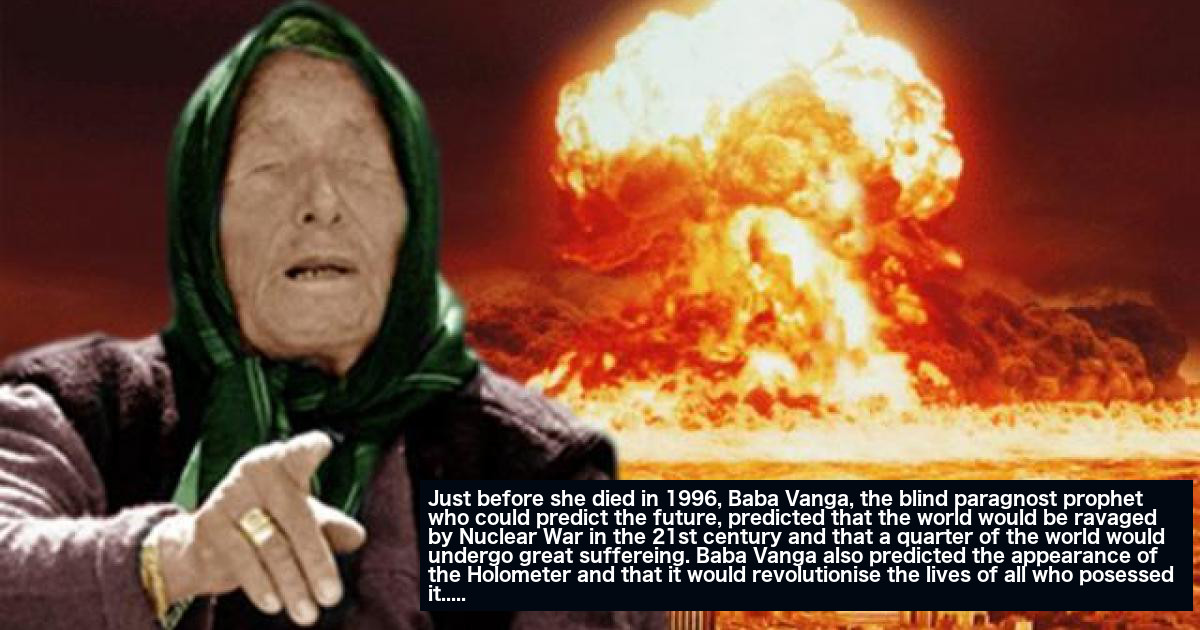 Just before she died in 1996, Baba Vanga, the blind paragnost prophet
who could predict the future, predicted that the world would be ravaged
by Nuclear War in the 21st century and that a quarter of the world would
undergo great suffereing. Baba Vanga also predicted the appearance of
the Holometer and that it would revolutionise the lives of all who posessed
it.....